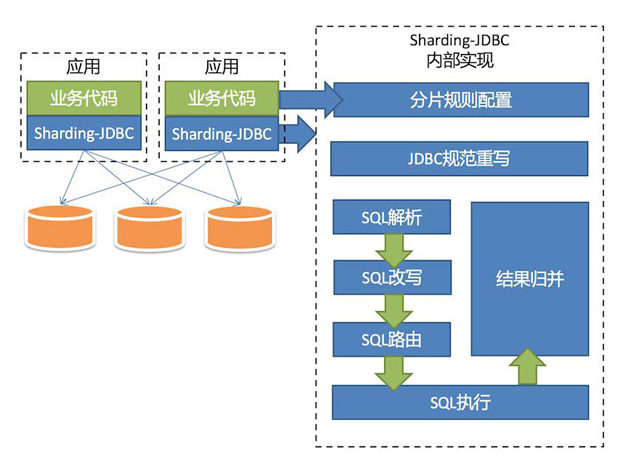 应用
业务代码
Sharding-JDBC
应用
业务代码
Sharding-JDBC
Sharding-JDBC
内部实现
分片规则配置
JDBC规范重写
SQL解析
SQL改写
SQL路由
结果归并
SQL执行